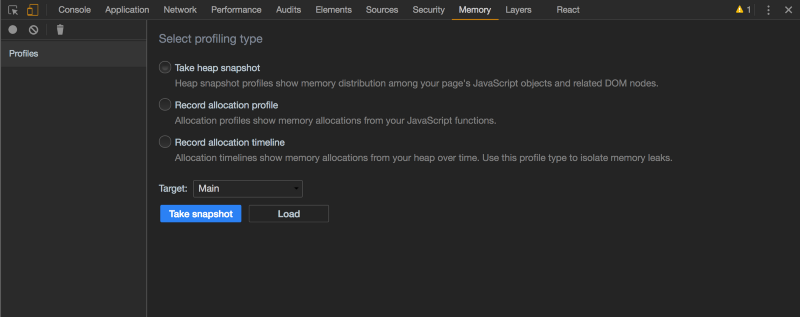 Console Application Network Performance Audits Elements Sources Security Memory Layers React 1
Profiles
Select profiling type
Take heap snapshot
Heap snapshot profiles show memory distribution among your page's JavaScript objects and related DOM nodes.
Record allocation profile
Allocation profiles show memory allocations from your JavaScript functions.
Record allocation timeline
Allocation timelines show memory allocations from your heap over time. Use this profile type to isolate memory leaks.
Target: Main
Take snapshot Load